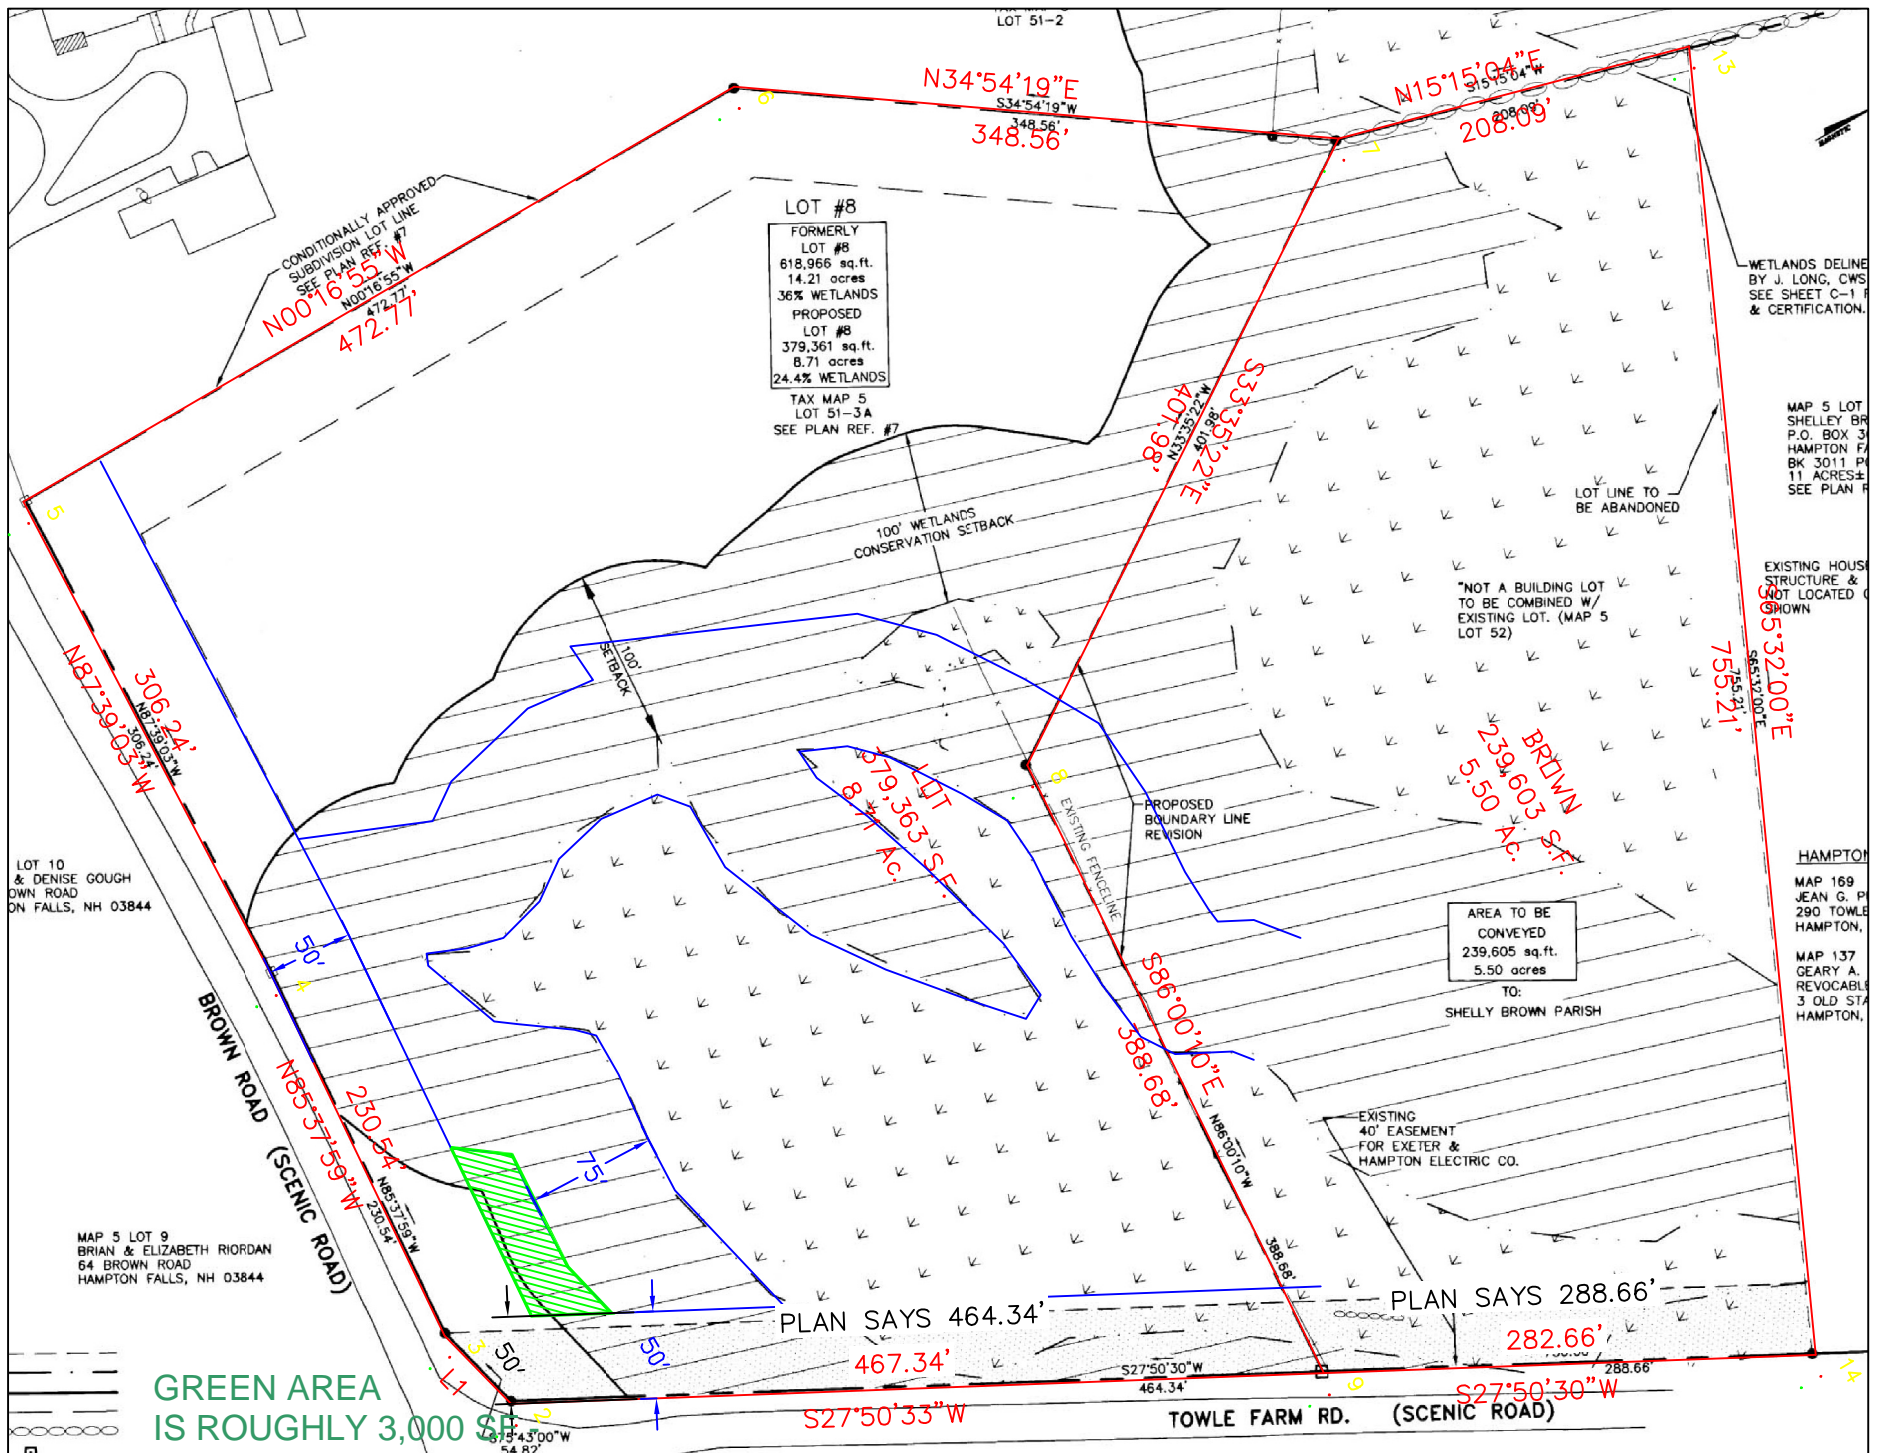 LOT 51-2
N34°54'19"E
S34°54'19"W
348.56'
348.56'
N15°15'04"E
S15°15'04"W
208.09'
208.09'
6
7
13
CONDITIONALLY APPROVED
SUBDIVISION LOT LINE
SEE PLAN REF. #7
N00°16'55"W
N00°16'55"W
472.77'
472.77'
LOT #8
FORMERLY
LOT #8
618,966 sq.ft.
14.21 acres
36% WETLANDS
PROPOSED
LOT #8
379,361 sq.ft.
8.71 acres
24.4% WETLANDS
TAX MAP 5
LOT 51-3A
SEE PLAN REF. #7
WETLANDS DELINE
BY J. LONG, CWS
SEE SHEET C-1
& CERTIFICATION.
S33°35'22"E
N33°35'22"W
401.98'
401.98'
MAP 5 LOT
SHELLEY BR
P.O. BOX 3
HAMPTON FA
BK 3011 P
11 ACRES±
SEE PLAN R
LOT LINE TO
BE ABANDONED
5
100' WETLANDS
CONSERVATION SETBACK
EXISTING HOUS
STRUCTURE &
NOT LOCATED
SHOWN
"NOT A BUILDING LOT
TO BE COMBINED W/
EXISTING LOT. (MAP 5
LOT 52)
S65°32'00"E
S65°32'00"E
755.21'
755.21'
100'
SETBACK
306.24'
N87°39'03"W
N87°39'03"W
306.24'
LOT
379,363 S.F.
8.71 Ac.
BROWN
239,603 S.F.
5.50 Ac.
8
EXISTING FENCELINE
PROPOSED
BOUNDARY LINE
REVISION
LOT 10
& DENISE GOUGH
OWN ROAD
ON FALLS, NH 03844
HAMPTON
MAP 169
JEAN G. P
290 TOWLE
HAMPTON,
MAP 137
GEARY A.
REVOCABLE
3 OLD STA
HAMPTON,
AREA TO BE
CONVEYED
239,605 sq.ft.
5.50 acres
TO:
SHELLY BROWN PARISH
50'
4
BROWN ROAD (SCENIC ROAD)
S86°00'10"E
388.68'
N86°00'10"W
388.68'
230.54'
N85°37'59"W
N85°37'59"W
230.54'
EXISTING
40' EASEMENT
FOR EXETER &
HAMPTON ELECTRIC CO.
75'
MAP 5 LOT 9
BRIAN & ELIZABETH RIORDAN
64 BROWN ROAD
HAMPTON FALLS, NH 03844
PLAN SAYS 464.34'
PLAN SAYS 288.66'
3
50'
50'
467.34'
282.66'
S27°50'30"W
464.34'
288.66'
L1
2
9
14
GREEN AREA
IS ROUGHLY 3,000 SF
S27°50'33"W
S27°50'30"W
TOWLE FARM RD. (SCENIC ROAD)
S75°43'00"W
54.82'